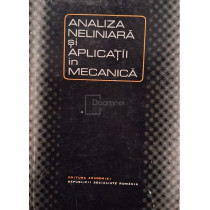 ANALIZA
NELINIARĂ
și
APLICAȚII
în
MECANICĂ
EDITURA ACADEMIEI
REPUBLICII SOCIALISTE ROMÂNIA